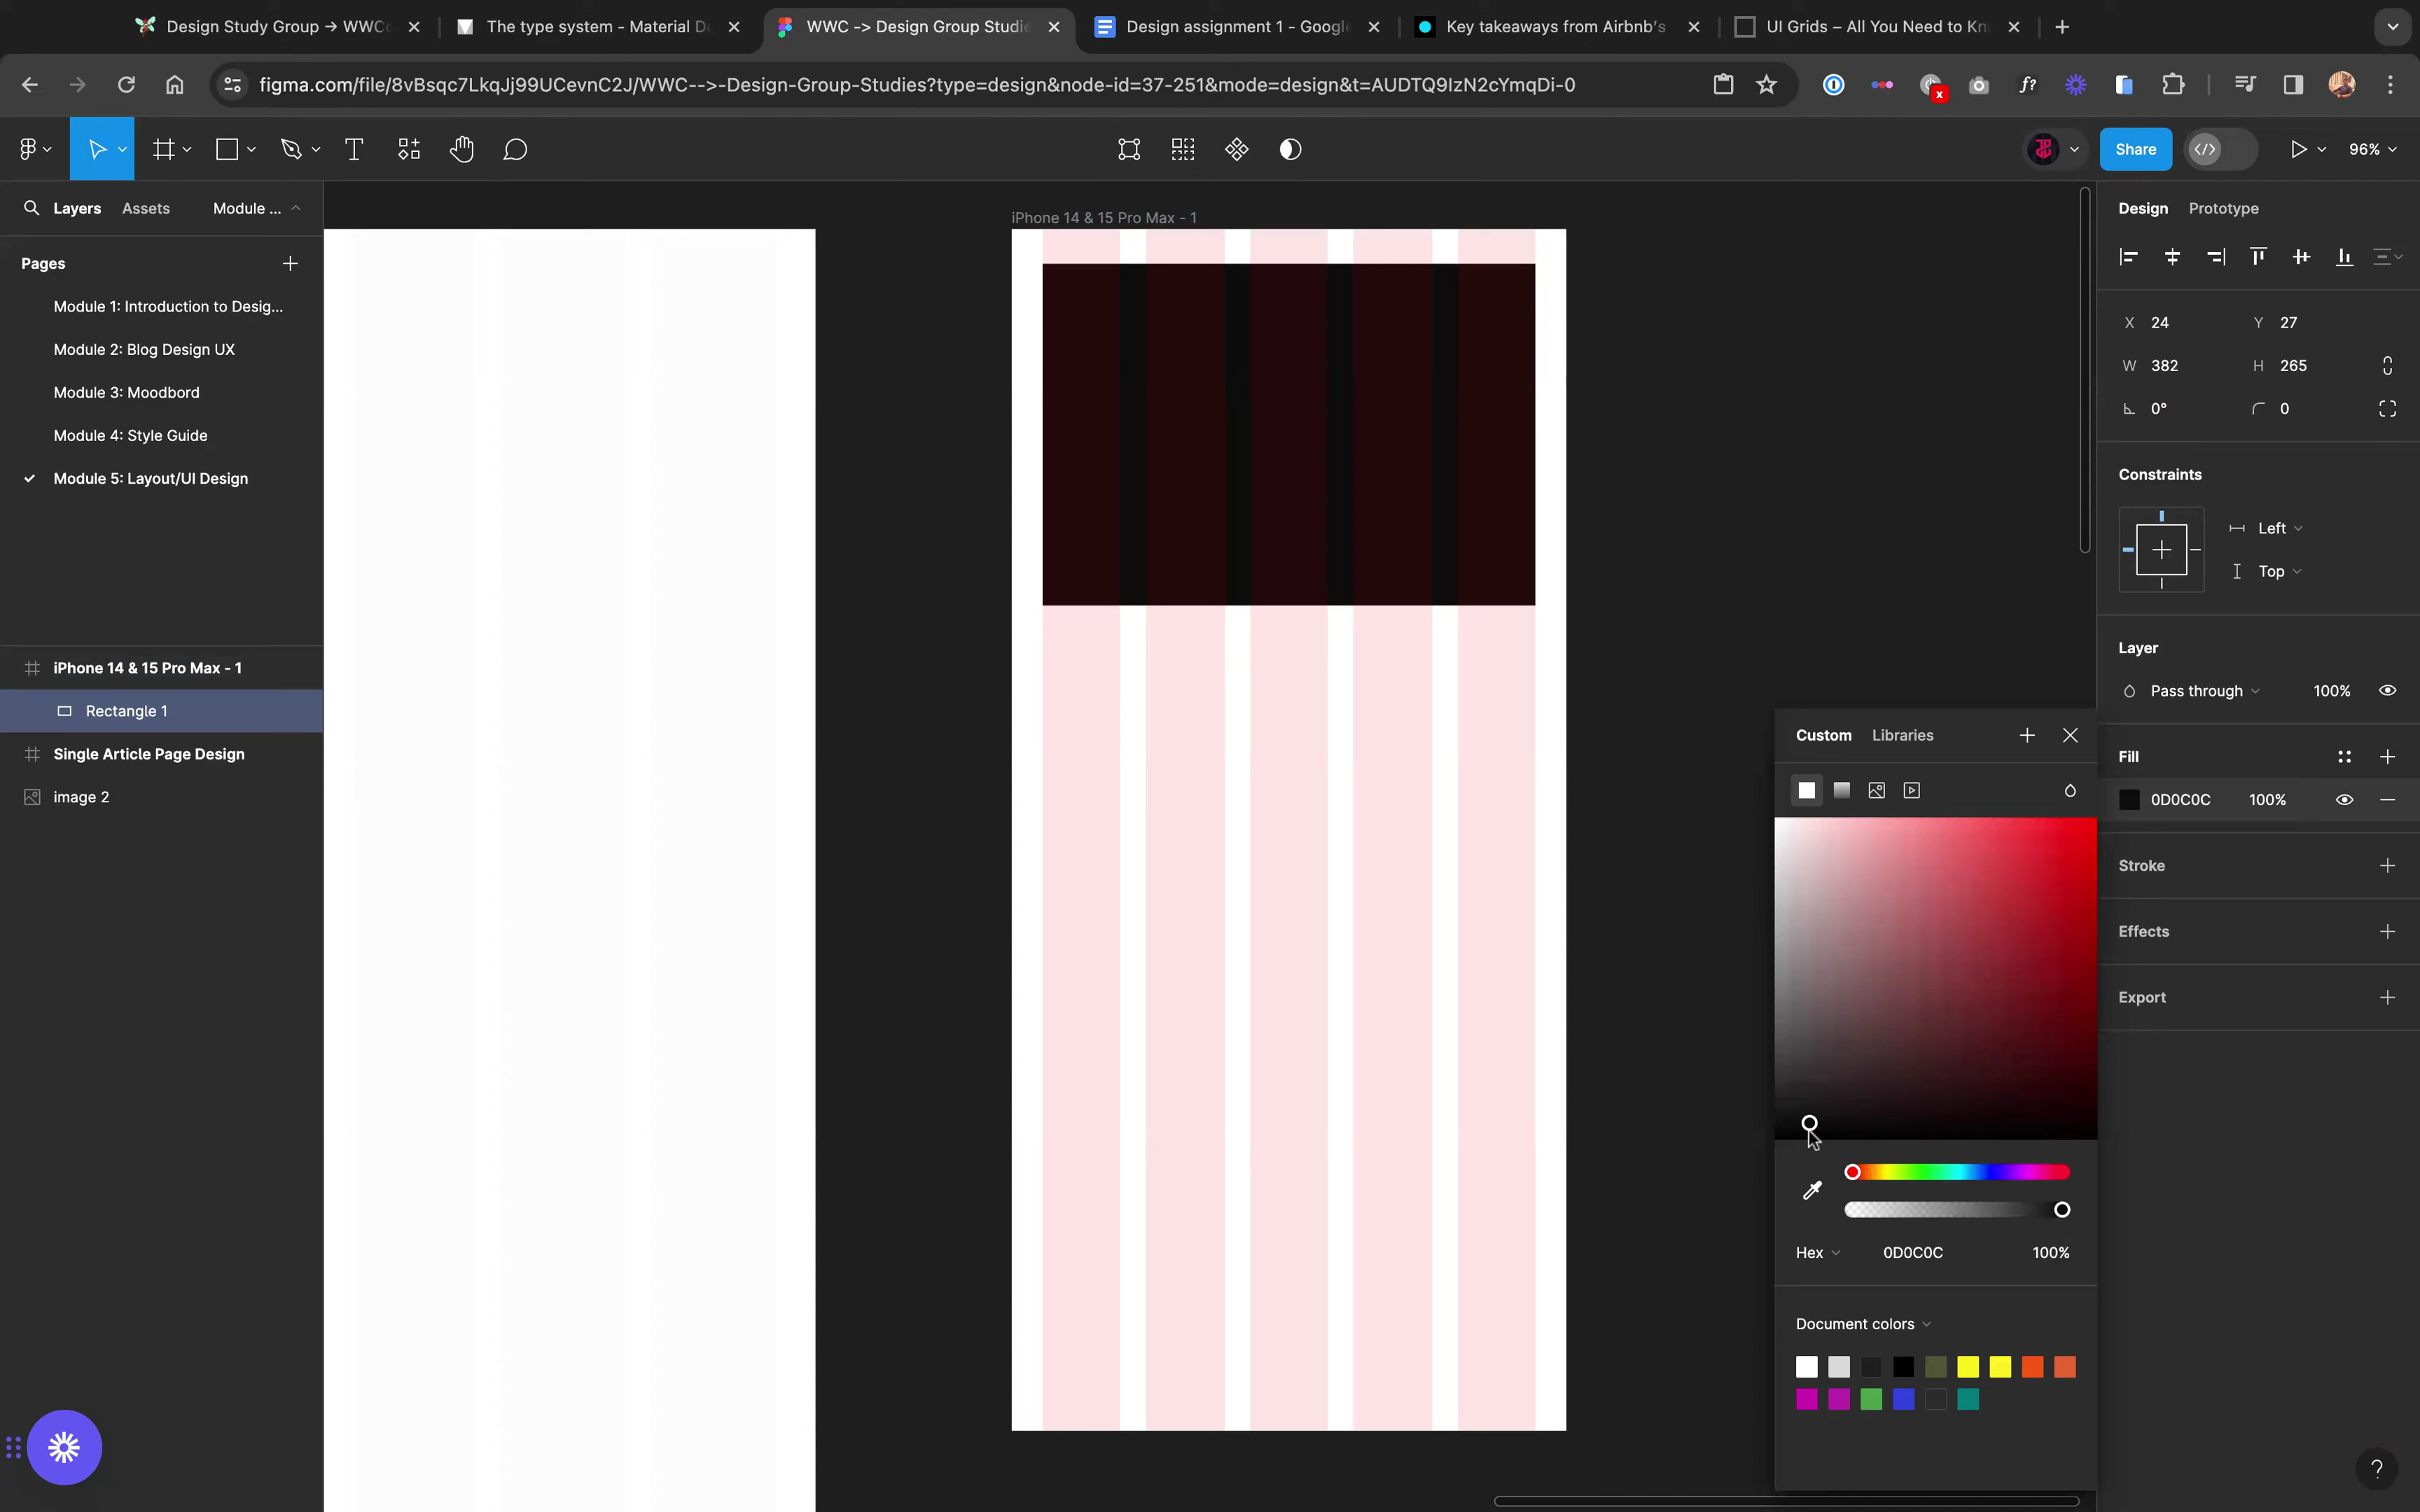 Design Study Group → WWC
The type system - Material De
WWC -> Design Group Studie
Design assignment 1 - Google
Key takeaways from Airbnb's
UI Grids – All You Need to Kn
figma.com/file/8vBsqc7LkqJj99UCevnC2J/WWC-->-Design-Group-Studies?type=design&node-id=37-251&mode=design&t=AUDTQ9IzN2cYmqDi-0
f?
x
T
Share
96%
Layers
Assets
Module ...
Pages
Module 1: Introduction to Desig...
Module 2: Blog Design UX
Module 3: Moodbord
Module 4: Style Guide
Module 5: Layout/UI Design
iPhone 14 & 15 Pro Max - 1
Rectangle 1
Single Article Page Design
image 2
iPhone 14 & 15 Pro Max - 1
Design
Prototype
X 24
Y 27
W 382
H 265
0°
0
Constraints
Left
Top
Layer
Pass through
100%
Fill
0D0C0C
100%
Stroke
Effects
Export
Custom
Libraries
Hex
0D0C0C
100%
Document colors
?